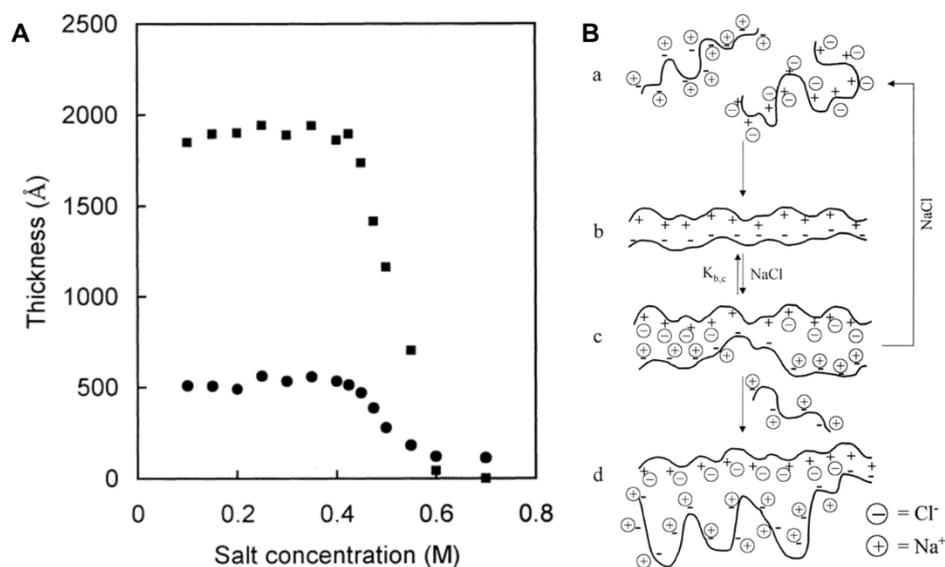 A
2500
2000
1500
1000
500
0
Thickness (Å)
0 0.2 0.4 0.6 0.8
Salt concentration (M)
B
a
b
K_b,c NaCl
c
NaCl
d
= Cl⁻
= Na⁺